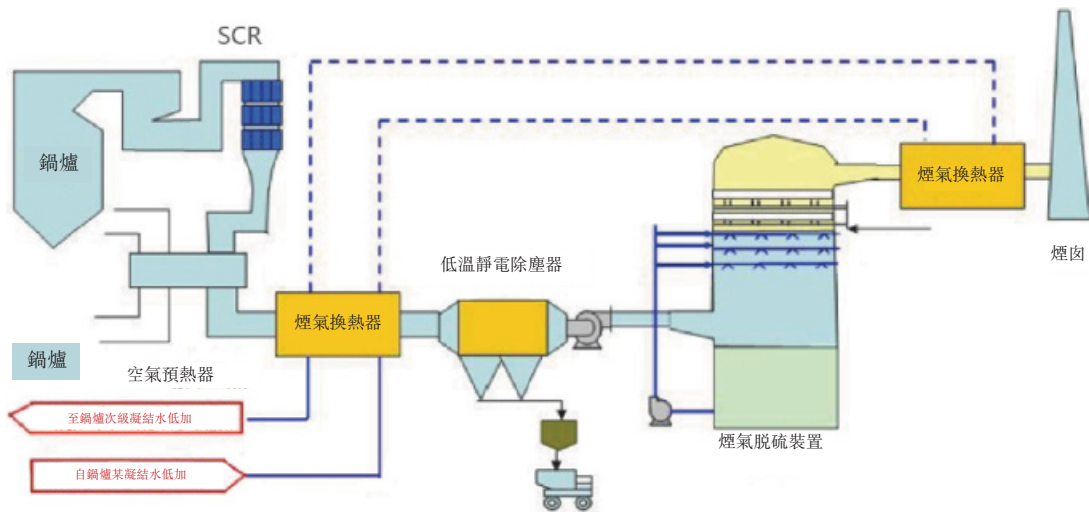 SCR
鍋爐
煙氣換熱器
煙囪
低溫靜電除塵器
煙氣換熱器
鍋爐
空氣預熱器
至鍋爐次級凝結水低加
煙氣脫硫裝置
自鍋爐某凝結水低加